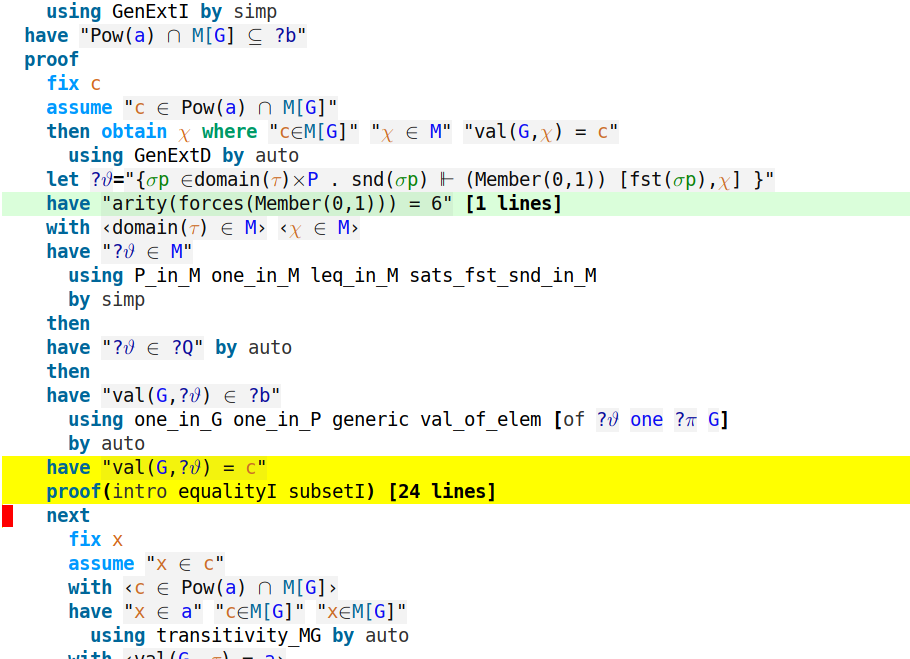 using GenExtI by simp
have "Pow(a) ∩ M[G] ⊆ ?b"
proof
fix c
assume "c ∈ Pow(a) ∩ M[G]"
then obtain χ where "c∈M[G]" "χ ∈ M" "val(G,χ) = c"
using GenExtD by auto
let ?ϑ="{σp ∈domain(τ)×P . snd(σp) ⊩ (Member(0,1)) [fst(σp),χ] }"
have "arity(forces(Member(0,1))) = 6" [1 lines]
with ‹domain(τ) ∈ M› ‹χ ∈ M›
have "?ϑ ∈ M"
using P_in_M one_in_M leq_in_M sats_fst_snd_in_M
by simp
then
have "?ϑ ∈ ?Q" by auto
then
have "val(G,?ϑ) ∈ ?b"
using one_in_G one_in_P generic val_of_elem [of ?ϑ one ?π G]
by auto
have "val(G,?ϑ) = c"
proof(intro equalityI subsetI) [24 lines]
next
fix x
assume "x ∈ c"
with ‹c ∈ Pow(a) ∩ M[G]›
have "x ∈ a" "c∈M[G]" "x∈M[G]"
using transitivity_MG by auto
with ‹val(G, τ) = a›